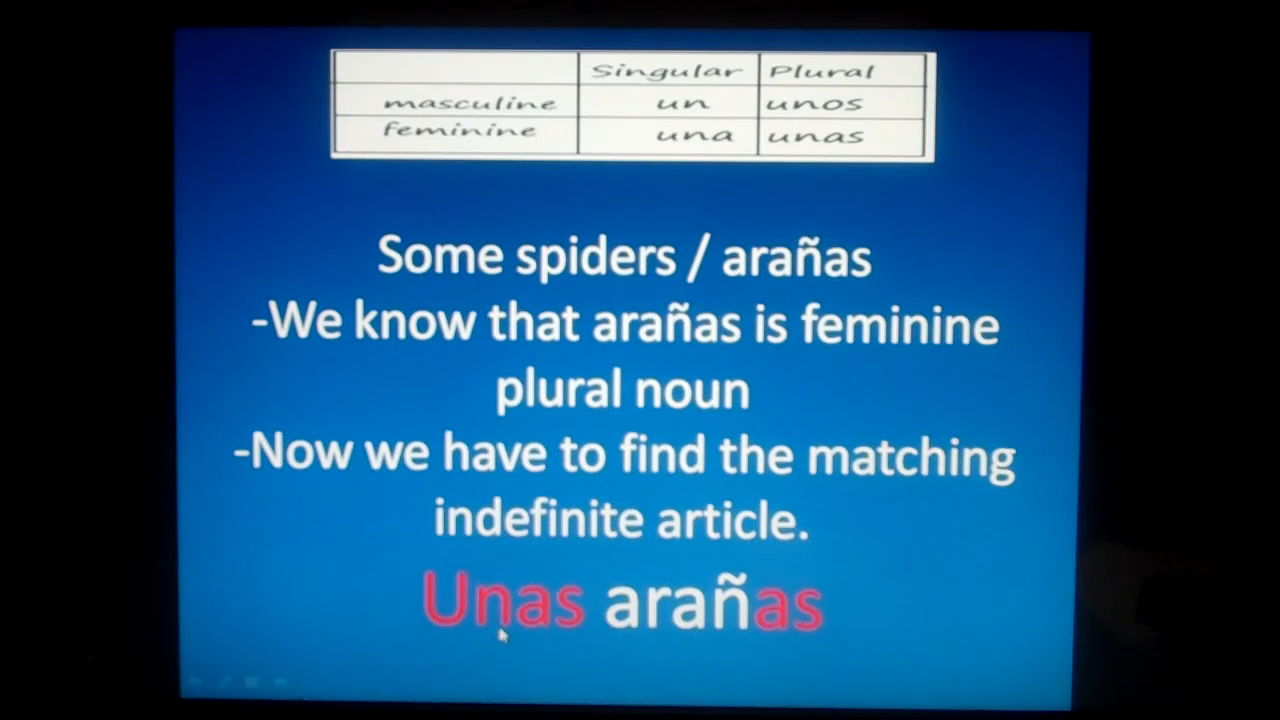 Singular Plural
masculine un unos
feminine una unas
Some spiders / arañas
-We know that arañas is feminine
plural noun
-Now we have to find the matching
indefinite article.
Unas arañas